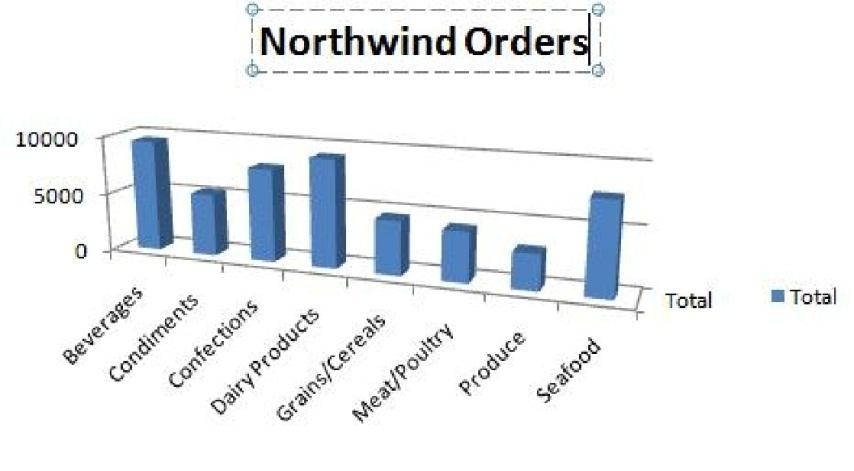 Northwind Orders
10000
5000
0
Beverages
Condiments
Confections
Dairy Products
Grains/Cereals
Meat/Poultry
Produce
Seafood
Total
Total